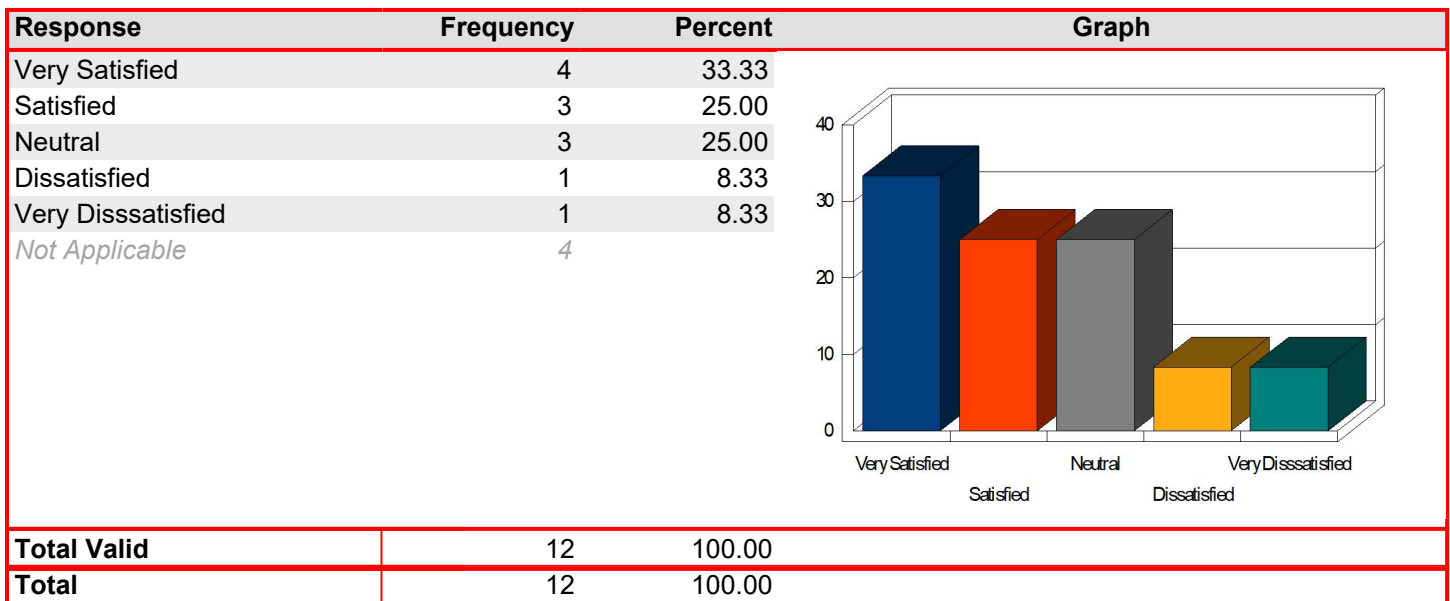 Response Frequency Percent Graph
Very Satisfied 4 33.33
Satisfied 3 25.00
Neutral 3 25.00
Dissatisfied 1 8.33
Very Disssatisfied 1 8.33
Not Applicable 4
40
30
20
10
0
Very Satisfied Neutral Very Disssatisfied
Satisfied Dissatisfied
Total Valid 12 100.00
Total 12 100.00